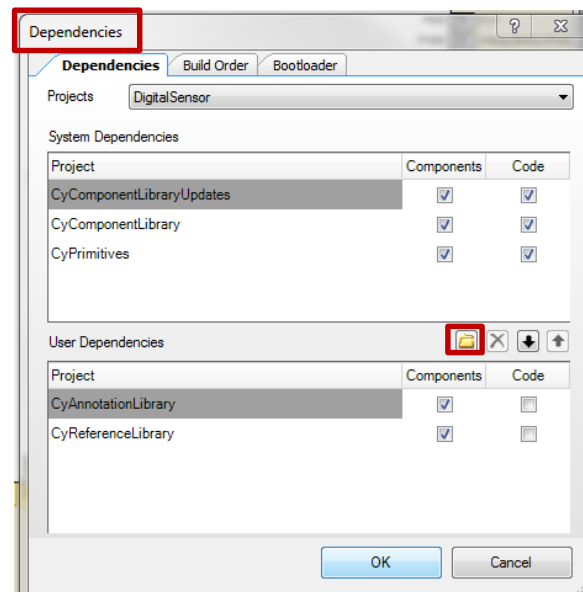 Dependencies
Dependencies Build Order Bootloader
Projects DigitalSensor
System Dependencies
Project Components Code
CyComponentLibraryUpdates
CyComponentLibrary
CyPrimitives
User Dependencies
Project Components Code
CyAnnotationLibrary
CyReferenceLibrary
OK Cancel